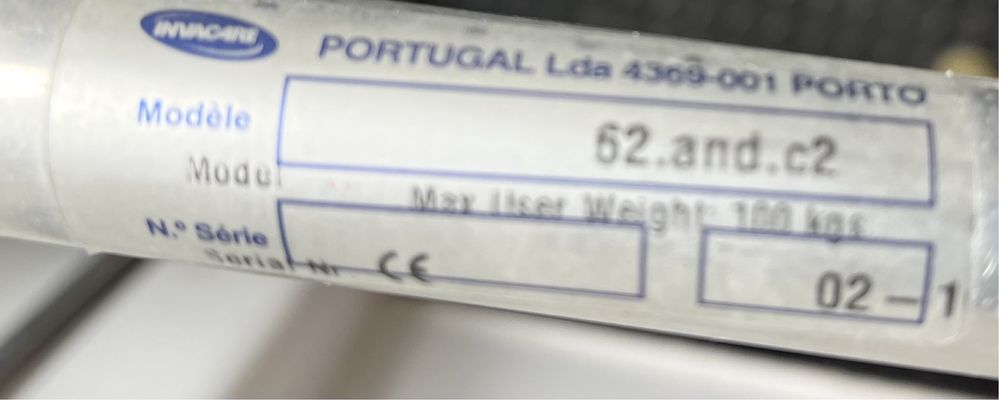 INVACARE
PORTUGAL Lda 4369-001 PORTO
Modèle 62.and.c2
Max User Weight: 100 kgs
N.º Série
Serial Nr CE
02 – 1